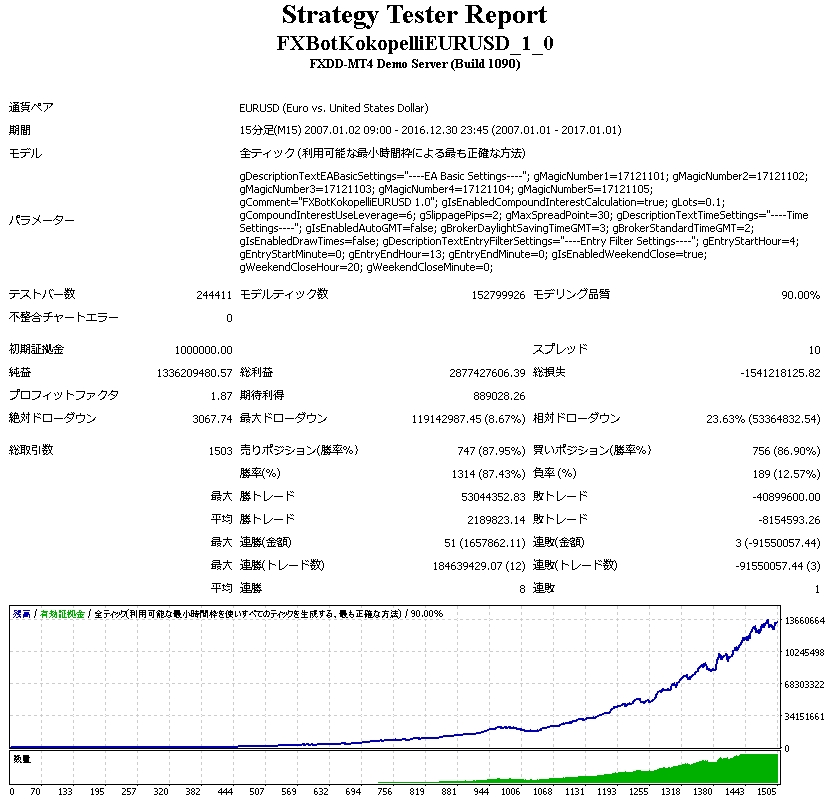 Strategy Tester Report
FXBotKokopelliEURUSD_1_0
FXDD-MT4 Demo Server (Build 1090)
通貨ペア EURUSD (Euro vs. United States Dollar)
期間 15分足(M15) 2007.01.02 09:00 - 2016.12.30 23:45 (2007.01.01 - 2017.01.01)
モデル 全ティック (利用可能な最小時間枠による最も正確な方法)
パラメーター gDescriptionTextEABasicSettings="----EA Basic Settings----"; gMagicNumber1=17121101; gMagicNumber2=17121102;
gMagicNumber3=17121103; gMagicNumber4=17121104; gMagicNumber5=17121105;
gComment="FXBotKokopelliEURUSD 1.0"; gIsEnabledCompoundInterestCalculation=true; gLots=0.1;
gCompoundInterestUseLeverage=6; gSlippagePips=2; gMaxSpreadPoint=30; gDescriptionTextTimeSettings="----Time
Settings----"; gIsEnabledAutoGMT=false; gBrokerDaylightSavingTimeGMT=3; gBrokerStandardTimeGMT=2;
gIsEnabledDrawTimes=false; gDescriptionTextEntryFilterSettings="----Entry Filter Settings----"; gEntryStartHour=4;
gEntryStartMinute=0; gEntryEndHour=13; gEntryEndMinute=0; gIsEnabledWeekendClose=true;
gWeekendCloseHour=20; gWeekendCloseMinute=0;
テストバー数 244411 モデルティック数 152799926 モデリング品質 90.00%
不整合チャートエラー 0
初期証拠金 1000000.00 スプレッド 10
純益 1336209480.57 総利益 2877427606.39 総損失 -1541218125.82
プロフィットファクタ 1.87 期待利得 889028.26
絶対ドローダウン 3067.74 最大ドローダウン 119142987.45 (8.67%) 相対ドローダウン 23.63% (53364832.54)
総取引数 1503 売りポジション(勝率%) 747 (87.95%) 買いポジション(勝率%) 756 (86.90%)
勝率(%) 1314 (87.43%) 負率 (%) 189 (12.57%)
最大 勝トレード 53044352.83 敗トレード -40899600.00
平均 勝トレード 2189823.14 敗トレード -8154593.26
最大 連勝(金額) 51 (1657862.11) 連敗(金額) 3 (-91550057.44)
最大 連勝(トレード数) 184639429.07 (12) 連敗(トレード数) -91550057.44 (3)
平均 連勝 8 連敗 1
残高 / 有効証拠金 / 全ティック(利用可能な最小時間枠を使いすべてのティックを生成する、最も正確な方法) / 90.00%
13660664
10245498
68303322
34151661
0
数量
0 70 133 195 257 320 382 444 507 569 632 694 756 819 881 944 1006 1068 1131 1193 1255 1318 1380 1443 1505